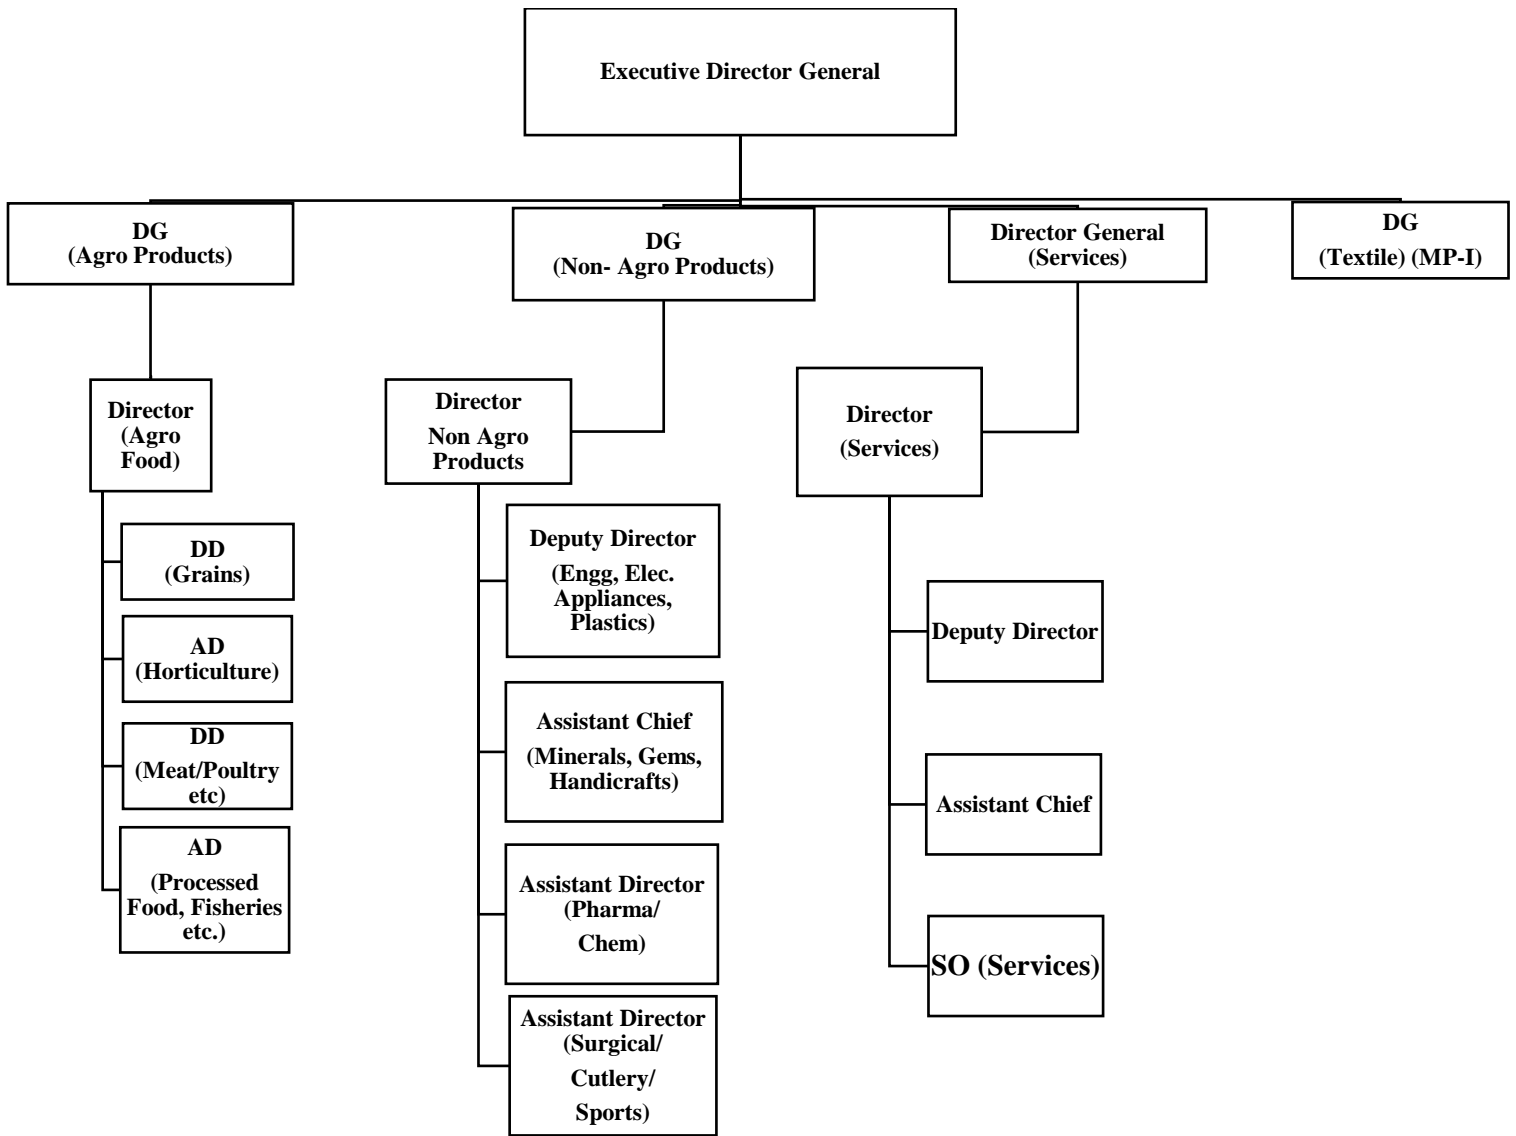 Executive Director General
DG
(Agro Products)
DG
(Non- Agro Products)
Director General
(Services)
DG
(Textile) (MP-I)
Director
(Agro
Food)
DD
(Grains)
AD
(Horticulture)
DD
(Meat/Poultry
etc)
AD
(Processed
Food, Fisheries
etc.)
Director
Non Agro
Products
Deputy Director
(Engg, Elec.
Appliances,
Plastics)
Assistant Chief
(Minerals, Gems,
Handicrafts)
Assistant Director
(Pharma/
Chem)
Assistant Director
(Surgical/
Cutlery/
Sports)
Director
(Services)
Deputy Director
Assistant Chief
SO (Services)